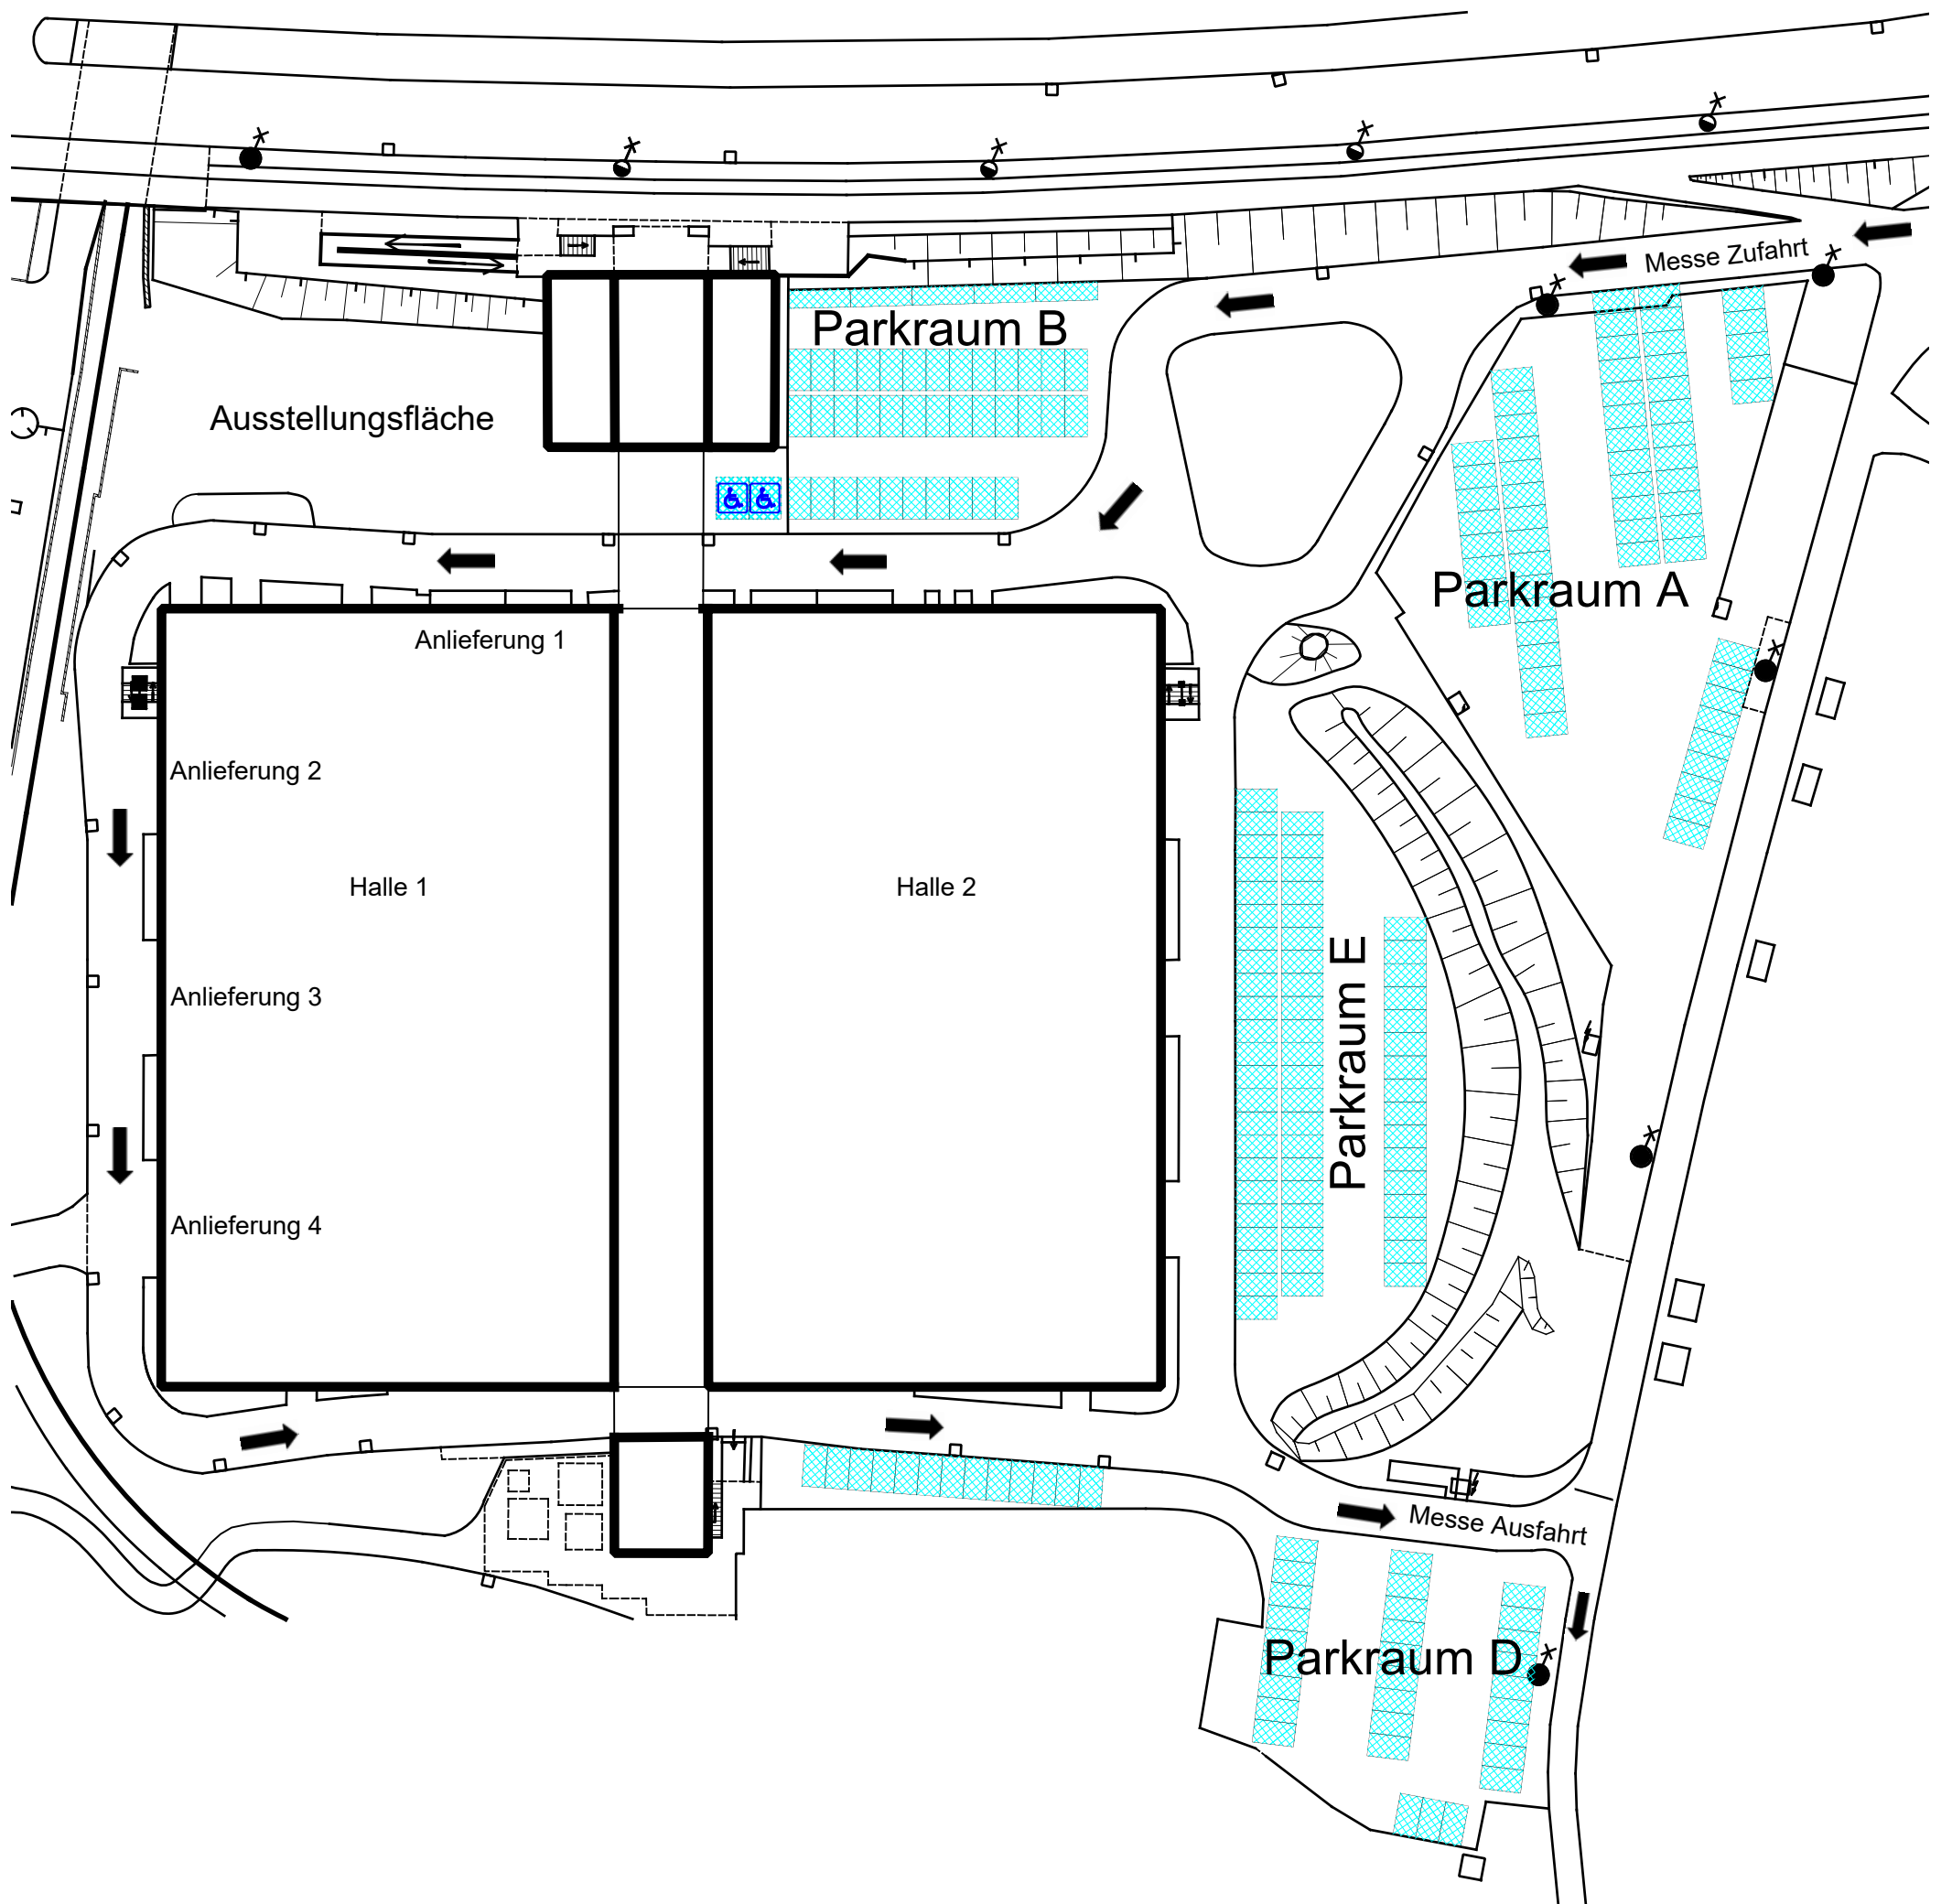 Messe Zufahrt
Parkraum B
Ausstellungsfläche
Parkraum A
Anlieferung 1
Anlieferung 2
Halle 1
Halle 2
Anlieferung 3
Parkraum E
Anlieferung 4
Messe Ausfahrt
Parkraum D